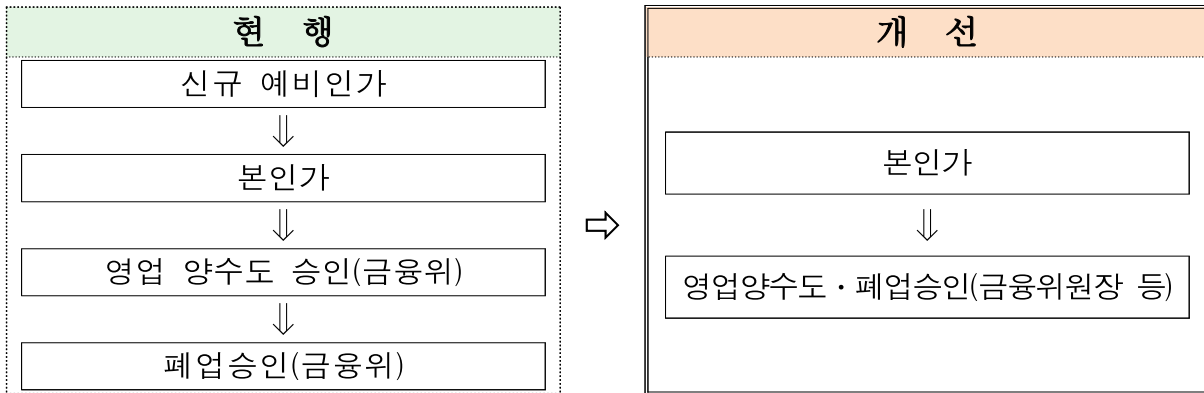 현 행
신규 예비인가
⇓
본인가
⇓
영업 양수도 승인(금융위)
⇓
폐업승인(금융위)
⇨
개 선
본인가
⇓
영업양수도・폐업승인(금융위원장 등)